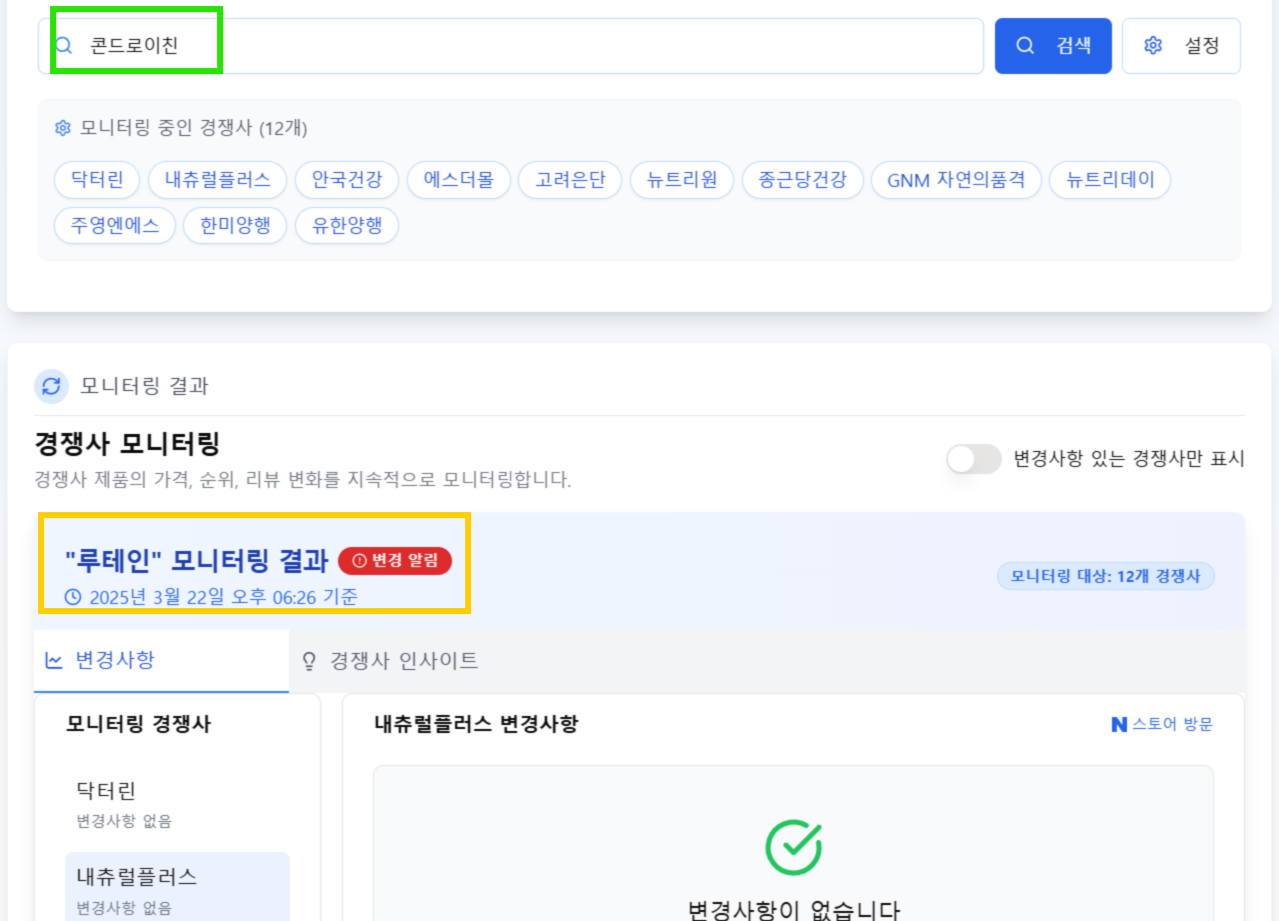 콘드로이친
검색
설정
모니터링 중인 경쟁사 (12개)
닥터린 내츄럴플러스 안국건강 에스더몰 고려은단 뉴트리원 종근당건강 GNM 자연의품격 뉴트리데이
주영엔에스 한미양행 유한양행
모니터링 결과
경쟁사 모니터링
경쟁사 제품의 가격, 순위, 리뷰 변화를 지속적으로 모니터링합니다.
변경사항 있는 경쟁사만 표시
"루테인" 모니터링 결과 변경 알림
2025년 3월 22일 오후 06:26 기준
모니터링 대상: 12개 경쟁사
변경사항 경쟁사 인사이트
모니터링 경쟁사
닥터린
변경사항 없음
내츄럴플러스
변경사항 없음
내츄럴플러스 변경사항
N 스토어 방문
변경사항이 없습니다